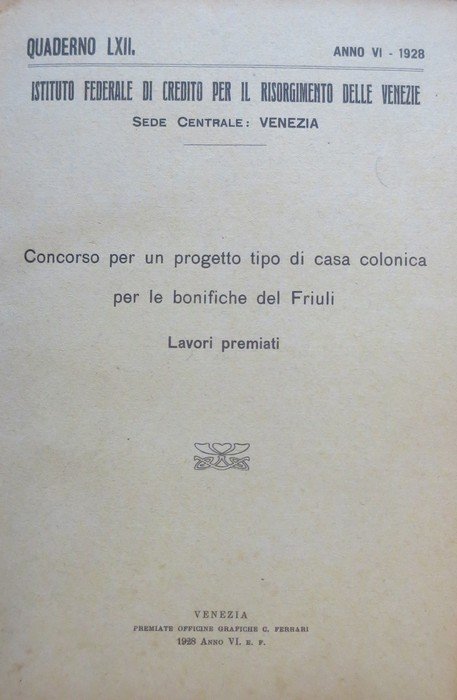 QUADERNO LXII.
ANNO VI - 1928
ISTITUTO FEDERALE DI CREDITO PER IL RISORGIMENTO DELLE VENEZIE
SEDE CENTRALE: VENEZIA
Concorso per un progetto tipo di casa colonica
per le bonifiche del Friuli
Lavori premiati
VENEZIA
PREMIATE OFFICINE GRAFICHE C. FERRARI
1928 ANNO VI. E. F.